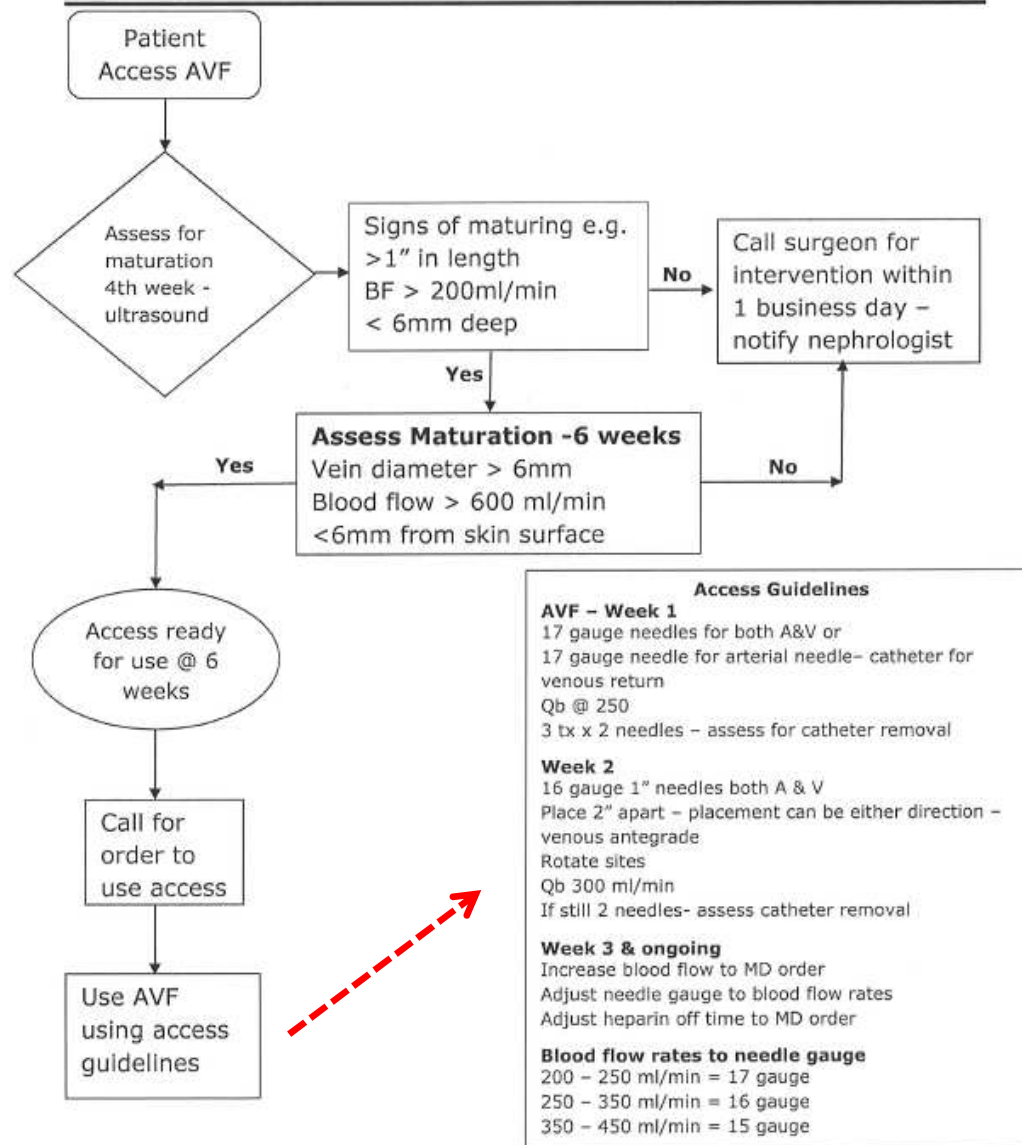 Patient
Access AVF
Assess for
maturation
4th week -
ultrasound
Signs of maturing e.g.
>1" in length
BF > 200ml/min
< 6mm deep
No
Call surgeon for
intervention within
1 business day –
notify nephrologist
Yes
Assess Maturation -6 weeks
Vein diameter > 6mm
Blood flow > 600 ml/min
<6mm from skin surface
Yes
No
Access ready
for use @ 6
weeks
Call for
order to
use access
Use AVF
using access
guidelines
Access Guidelines
AVF – Week 1
17 gauge needles for both A&V or
17 gauge needle for arterial needle– catheter for
venous return
Qb @ 250
3 tx x 2 needles – assess for catheter removal
Week 2
16 gauge 1" needles both A & V
Place 2" apart – placement can be either direction –
venous antegrade
Rotate sites
Qb 300 ml/min
If still 2 needles- assess catheter removal
Week 3 & ongoing
Increase blood flow to MD order
Adjust needle gauge to blood flow rates
Adjust heparin off time to MD order
Blood flow rates to needle gauge
200 – 250 ml/min = 17 gauge
250 – 350 ml/min = 16 gauge
350 – 450 ml/min = 15 gauge